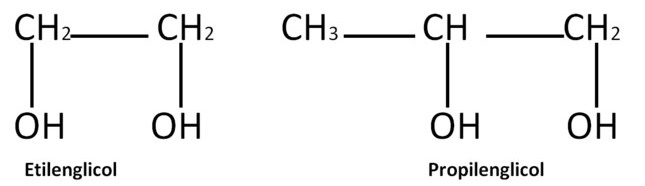 CH2 CH2 CH3 CH CH2
OH OH OH OH
Etilenglicol Propilenglicol